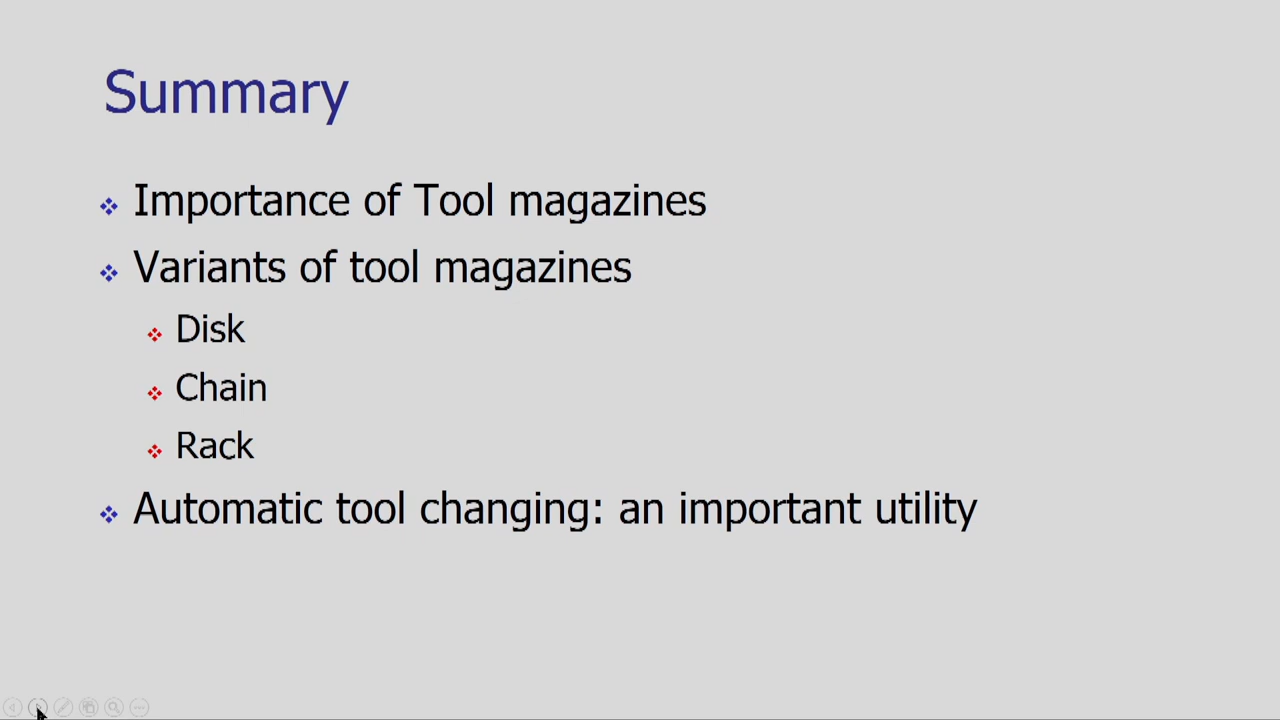 Summary
Importance of Tool magazines
Variants of tool magazines
Disk
Chain
Rack
Automatic tool changing: an important utility